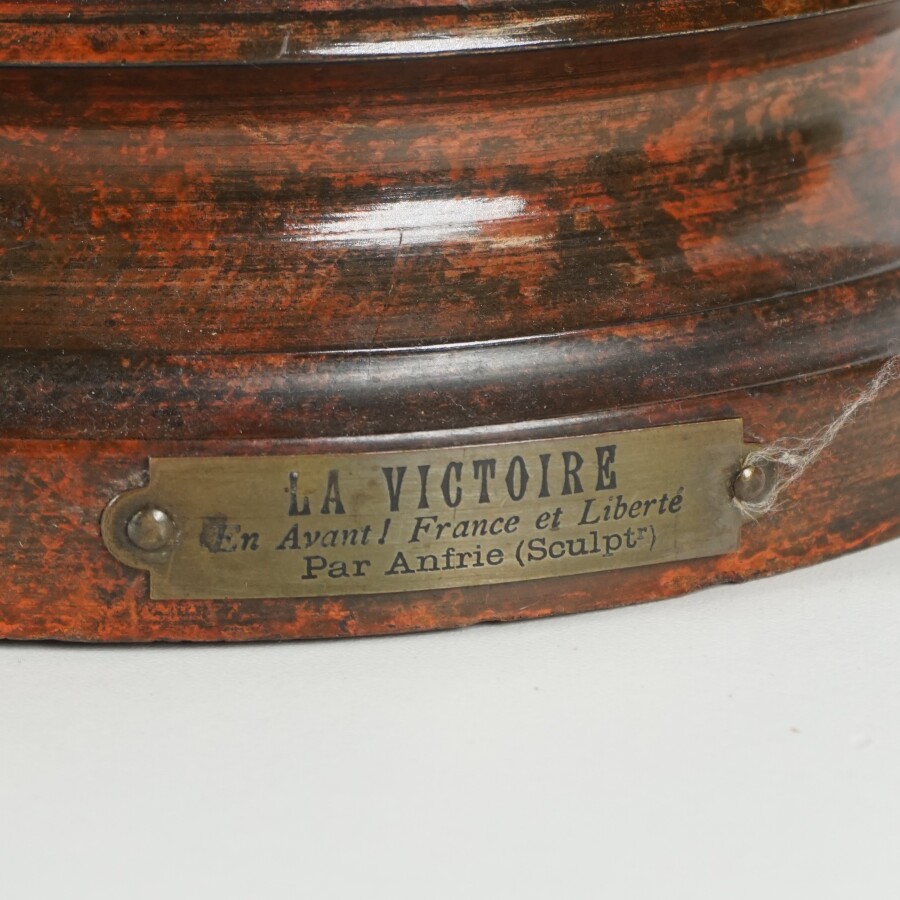 LA VICTOIRE
En Avant! France et Liberté
Par Anfrie (Sculptʳ)